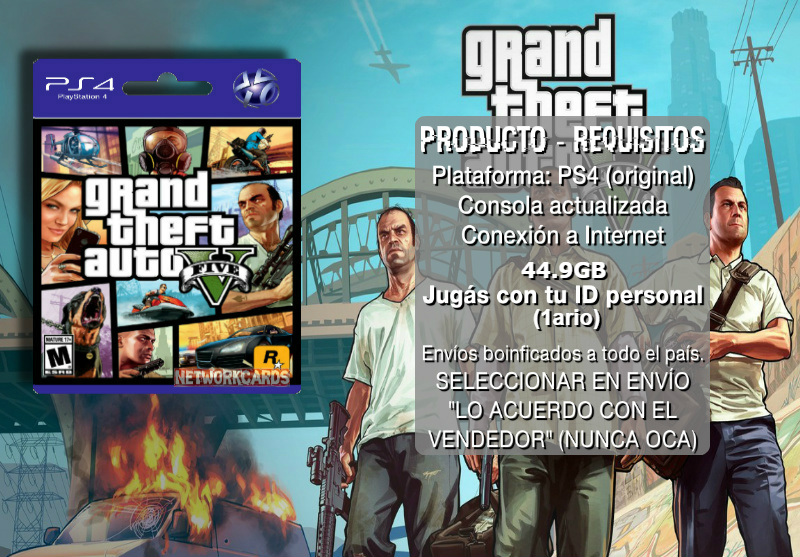 PS4
PlayStation 4
grand
theft
auto
V
FIVE
MATURE 17+
M
ESRB
R
NETWORKCARDS
grand
theft
PRODUCTO - REQUISITOS
Plataforma: PS4 (original)
Consola actualizada
Conexión a Internet
44.9GB
Jugás con tu ID personal
(1ario)
Envíos boinficados a todo el país.
SELECCIONAR EN ENVÍO
"LO ACUERDO CON EL
VENDEDOR" (NUNCA OCA)